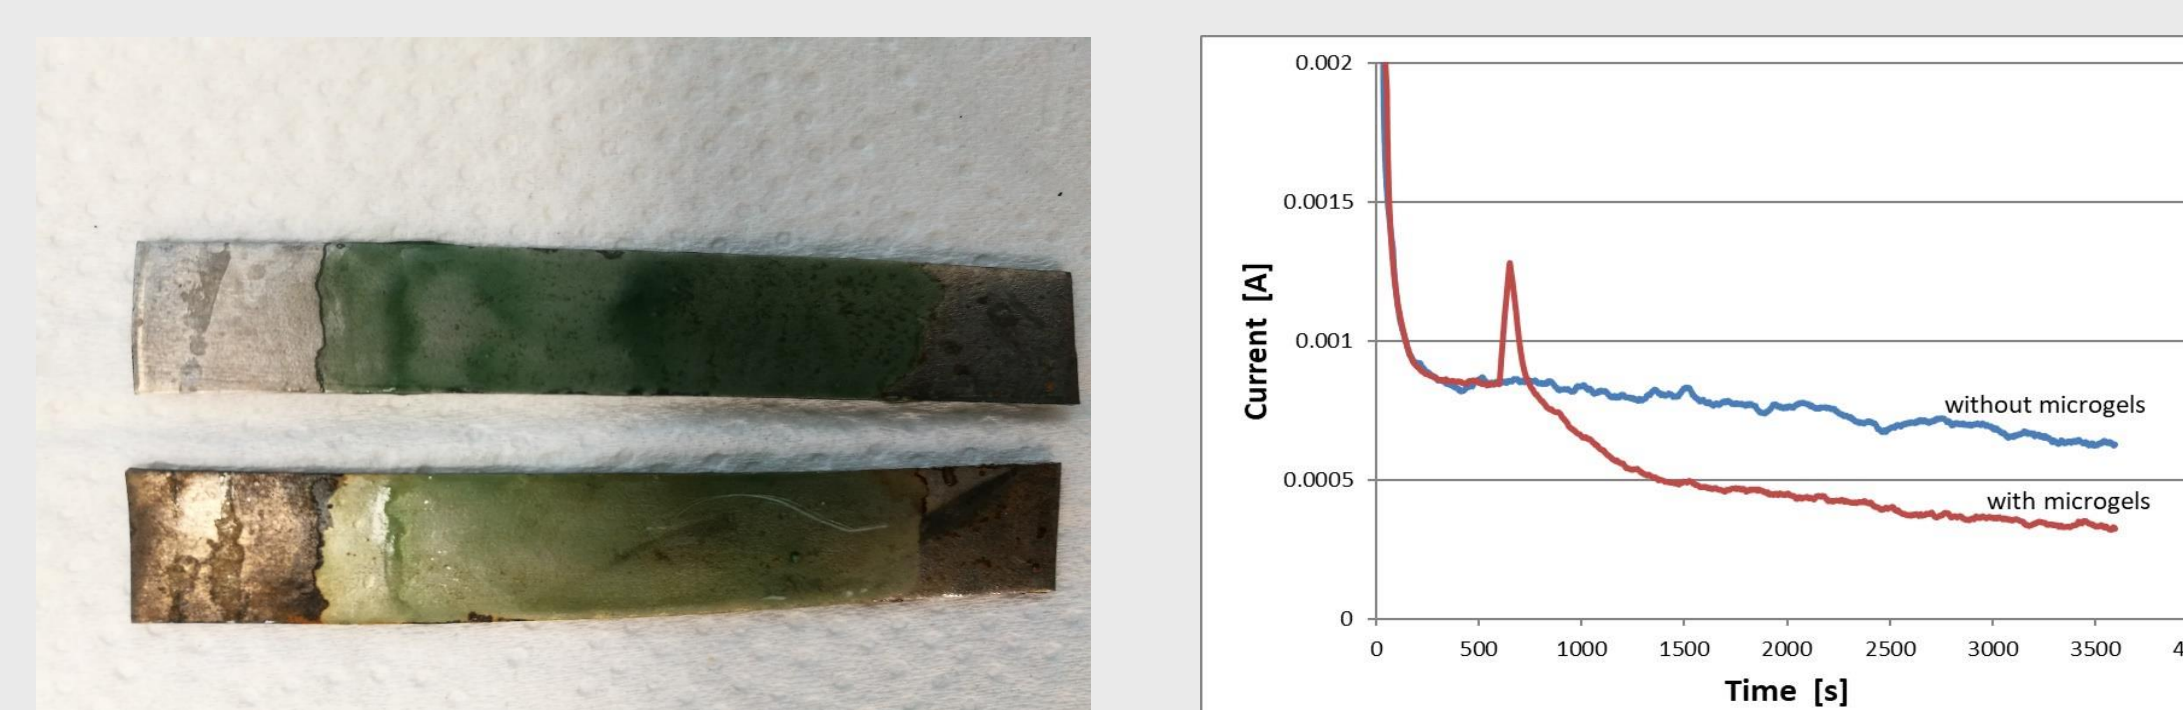 0.002
0.0015
0.001
0.0005
0
Current [A]
without microgels
with microgels
0 500 1000 1500 2000 2500 3000 3500 4
Time [s]